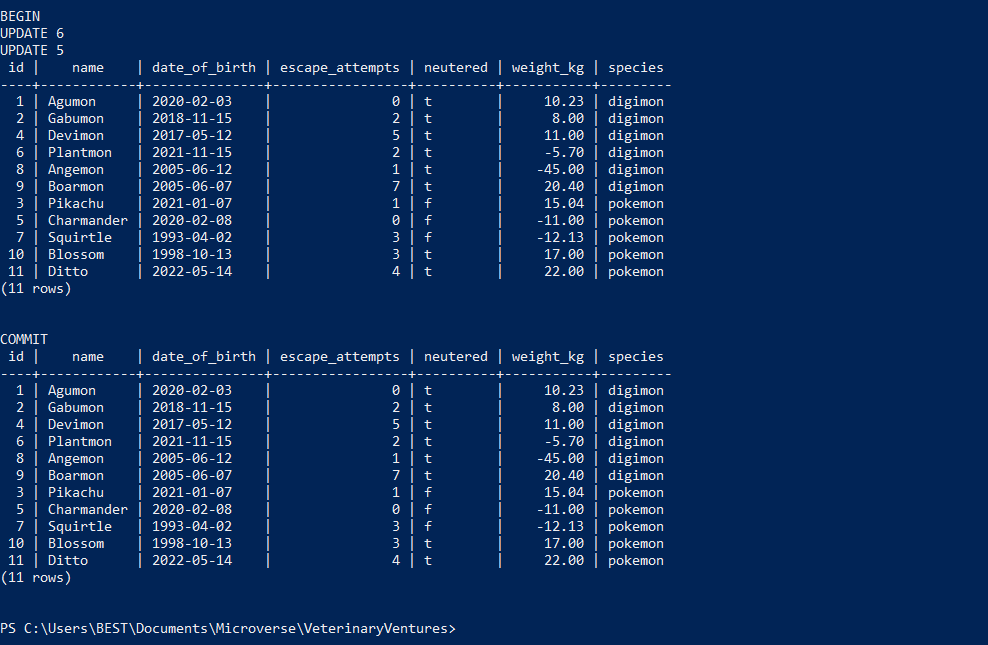 BEGIN
UPDATE 6
UPDATE 5
 id |    name    | date_of_birth | escape_attempts | neutered | weight_kg | species
----+------------+---------------+-----------------+----------+-----------+---------
  1 | Agumon     | 2020-02-03    |               0 | t        |     10.23 | digimon
  2 | Gabumon    | 2018-11-15    |               2 | t        |      8.00 | digimon
  4 | Devimon    | 2017-05-12    |               5 | t        |     11.00 | digimon
  6 | Plantmon   | 2021-11-15    |               2 | t        |     -5.70 | digimon
  8 | Angemon    | 2005-06-12    |               1 | t        |    -45.00 | digimon
  9 | Boarmon    | 2005-06-07    |               7 | t        |     20.40 | digimon
  3 | Pikachu    | 2021-01-07    |               1 | f        |     15.04 | pokemon
  5 | Charmander | 2020-02-08    |               0 | f        |    -11.00 | pokemon
  7 | Squirtle   | 1993-04-02    |               3 | f        |    -12.13 | pokemon
 10 | Blossom    | 1998-10-13    |               3 | t        |     17.00 | pokemon
 11 | Ditto      | 2022-05-14    |               4 | t        |     22.00 | pokemon
(11 rows)
COMMIT
 id |    name    | date_of_birth | escape_attempts | neutered | weight_kg | species
----+------------+---------------+-----------------+----------+-----------+---------
  1 | Agumon     | 2020-02-03    |               0 | t        |     10.23 | digimon
  2 | Gabumon    | 2018-11-15    |               2 | t        |      8.00 | digimon
  4 | Devimon    | 2017-05-12    |               5 | t        |     11.00 | digimon
  6 | Plantmon   | 2021-11-15    |               2 | t        |     -5.70 | digimon
  8 | Angemon    | 2005-06-12    |               1 | t        |    -45.00 | digimon
  9 | Boarmon    | 2005-06-07    |               7 | t        |     20.40 | digimon
  3 | Pikachu    | 2021-01-07    |               1 | f        |     15.04 | pokemon
  5 | Charmander | 2020-02-08    |               0 | f        |    -11.00 | pokemon
  7 | Squirtle   | 1993-04-02    |               3 | f        |    -12.13 | pokemon
 10 | Blossom    | 1998-10-13    |               3 | t        |     17.00 | pokemon
 11 | Ditto      | 2022-05-14    |               4 | t        |     22.00 | pokemon
(11 rows)
PS C:\Users\BEST\Documents\Microverse\VeterinaryVentures>